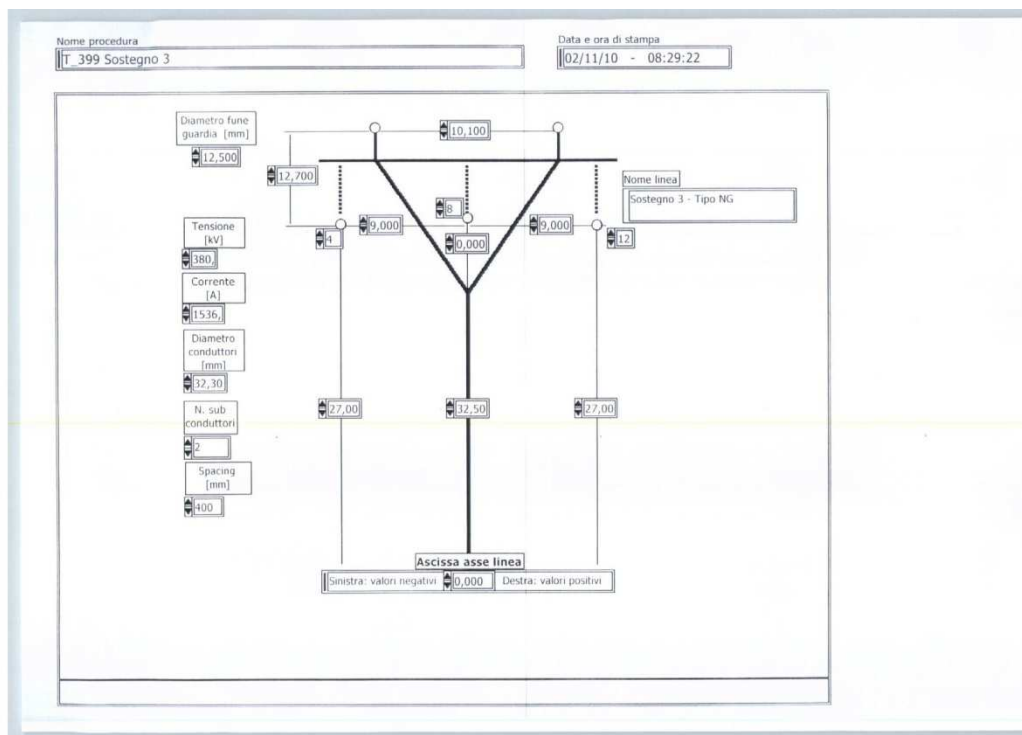 Nome procedura
T_399 Sostegno 3
Data e ora di stampa
02/11/10 - 08:29:22
Diametro fune
guardia [mm]
12,500
10,100
12,700
Nome linea
Sostegno 3 - Tipo NG
8
9,000
9,000
4
0,000
12
Tensione
[kV]
380,
Corrente
[A]
1536,
Diametro
conduttori
[mm]
32,30
27,00
32,50
27,00
N. sub
conduttori
2
Spacing
[mm]
400
Ascissa asse linea
Sinistra: valori negativi
0,000
Destra: valori positivi